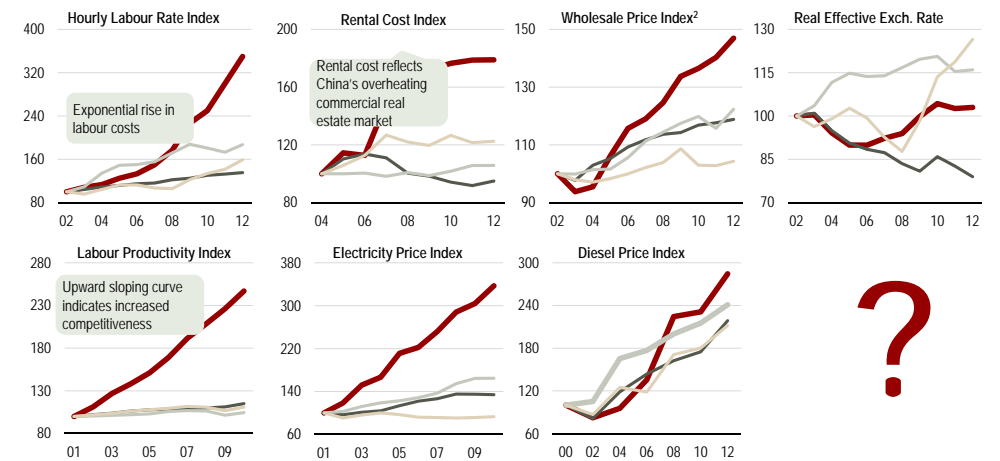 Hourly Labour Rate Index
400
320
240
160
80
02 04 06 08 10 12
Exponential rise in
labour costs
Rental Cost Index
200
160
120
80
04 06 10 12
Rental cost reflects
China's overheating
commercial real
estate market
Wholesale Price Index2
150
130
110
90
02 04 06 08 10 12
Real Effective Exch. Rate
130
115
100
85
70
02 04 06 08 10 12
Labour Productivity Index
280
230
180
130
80
01 03 05 07 09
Upward sloping curve
indicates increased
competitiveness
Electricity Price Index
380
300
220
140
60
01 03 05 07 09
Diesel Price Index
300
240
180
120
60
00 02 04 06 08 10 12
?